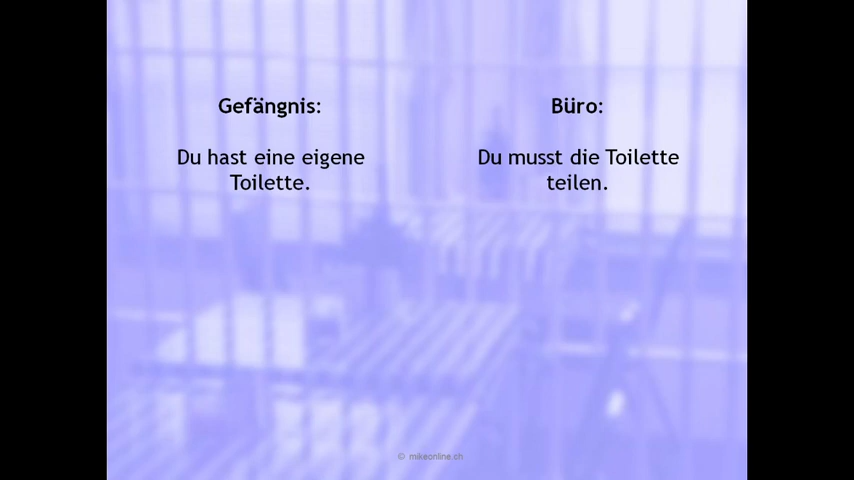 Gefängnis:
Du hast eine eigene
Toilette.
Büro:
Du musst die Toilette
teilen.
© mikeonline.ch